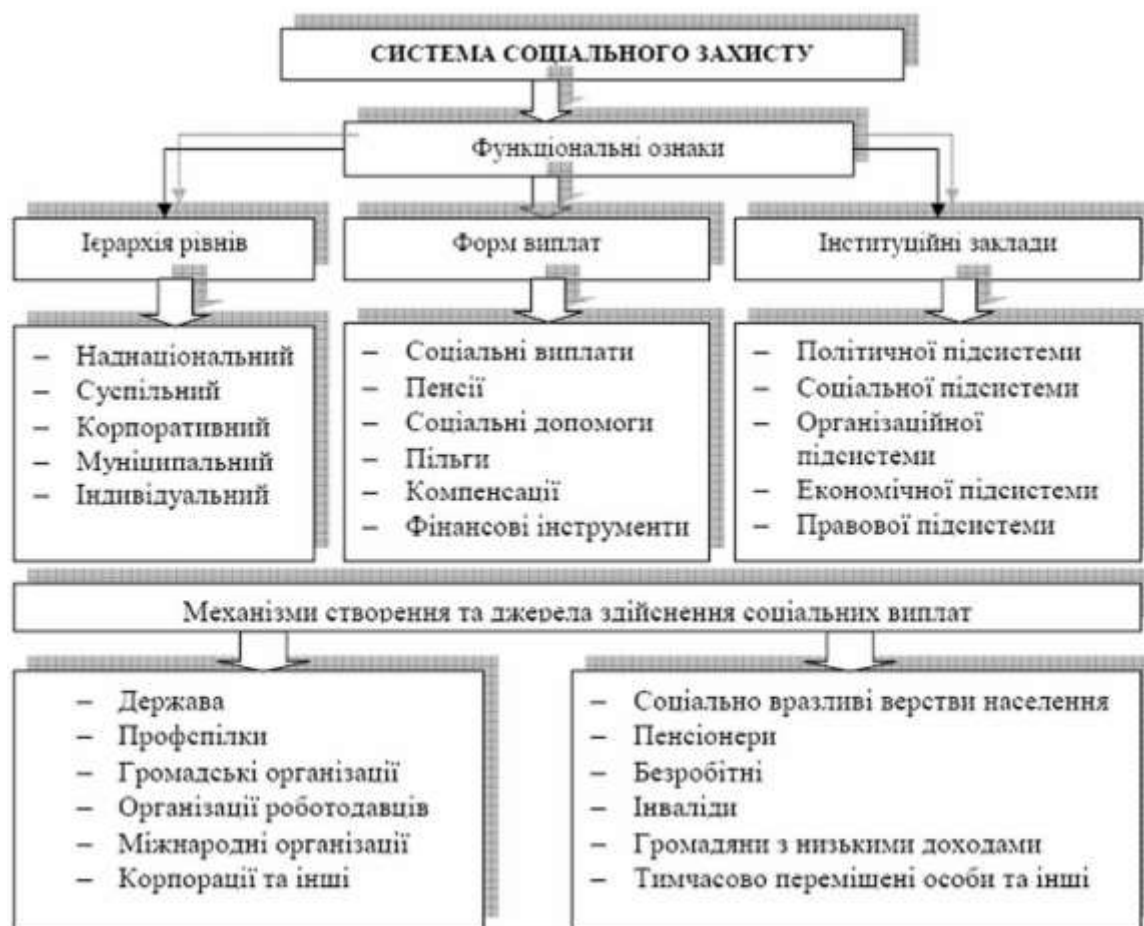 СИСТЕМА СОЦІАЛЬНОГО ЗАХИСТУ
Функціональні ознаки
Ієрархія рівнів
Форм виплат
Інституційні заклади
– Наднаціональний
– Суспільний
– Корпоративний
– Муніципальний
– Індивідуальний
– Соціальні виплати
– Пенсії
– Соціальні допомоги
– Пільги
– Компенсації
– Фінансові інструменти
– Політичної підсистеми
– Соціальної підсистеми
– Організаційної
підсистеми
– Економічної підсистеми
– Правової підсистеми
Механізми створення та джерела здійснення соціальних виплат
– Держава
– Профспілки
– Громадські організації
– Організації роботодавців
– Міжнародні організації
– Корпорації та інші
– Соціально вразливі верстви населення
– Пенсіонери
– Безробітні
– Інваліди
– Громадяни з низькими доходами
– Тимчасово переміщені особи та інші